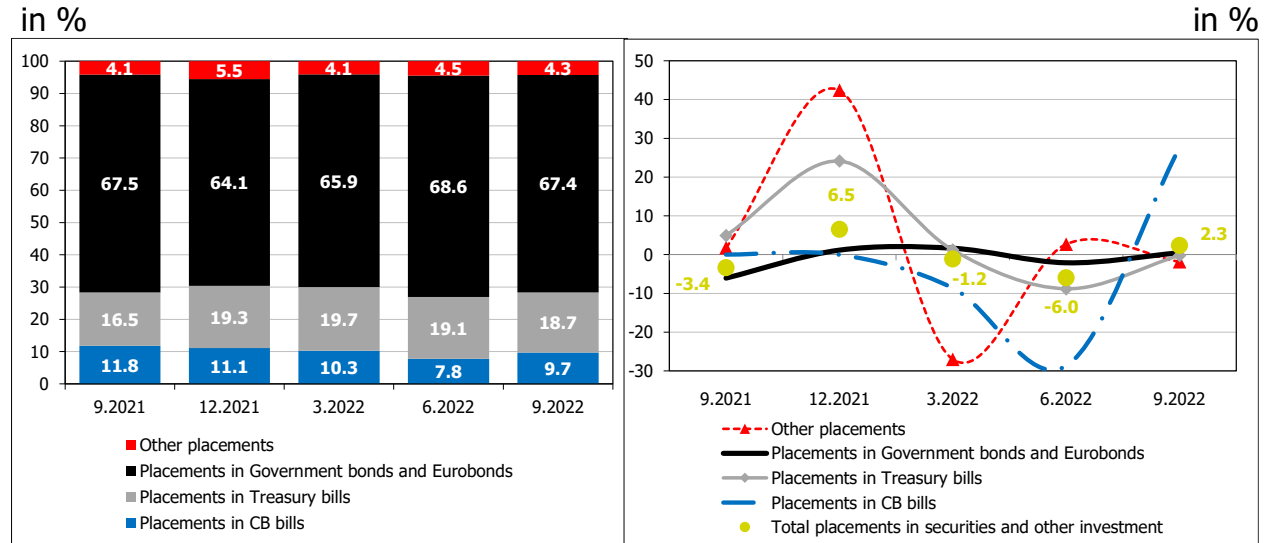 in %
in %
100
90
80
70
60
50
40
30
20
10
0
4.1 5.5 4.1 4.5 4.3
67.5 64.1 65.9 68.6 67.4
16.5 19.3 19.7 19.1 18.7
11.8 11.1 10.3 7.8 9.7
9.2021 12.2021 3.2022 6.2022 9.2022
Other placements
Placements in Government bonds and Eurobonds
Placements in Treasury bills
Placements in CB bills
50
40
30
20
10
0
-10
-20
-30
-3.4
6.5
-1.2
-6.0
2.3
9.2021 12.2021 3.2022 6.2022 9.2022
Other placements
Placements in Government bonds and Eurobonds
Placements in Treasury bills
Placements in CB bills
Total placements in securities and other investment